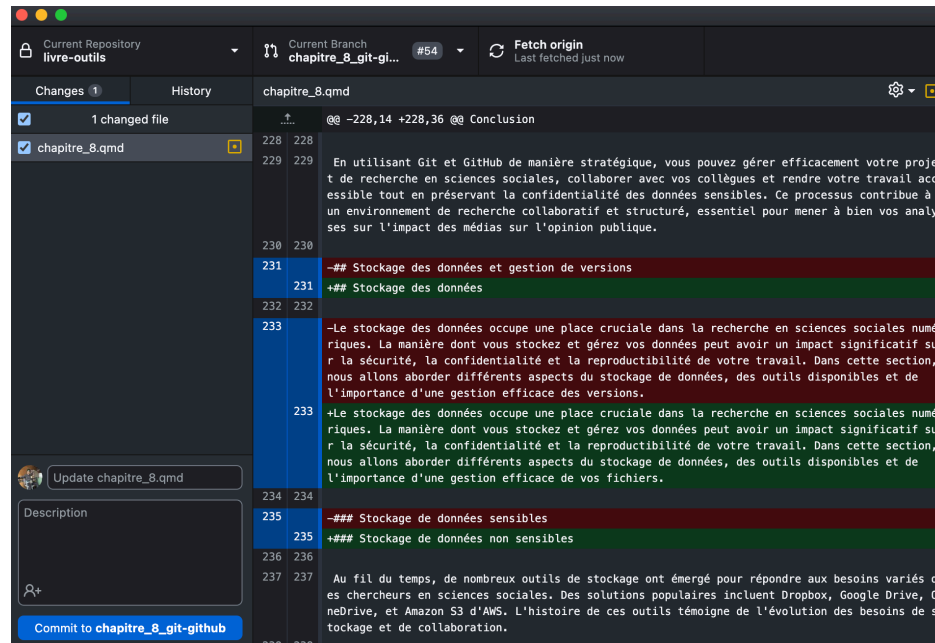 Current Repository
livre-outils
Current Branch
chapitre_8_git-gi...
#54
Fetch origin
Last fetched just now
Changes 1
History
chapitre_8.qmd
1 changed file
@@ -228,14 +228,36 @@ Conclusion
chapitre_8.qmd
228 228
229 229 En utilisant Git et GitHub de manière stratégique, vous pouvez gérer efficacement votre proje
t de recherche en sciences sociales, collaborer avec vos collègues et rendre votre travail acc
essible tout en préservant la confidentialité des données sensibles. Ce processus contribue à
un environnement de recherche collaboratif et structuré, essentiel pour mener à bien vos analy
ses sur l'impact des médias sur l'opinion publique.
230 230
231 -## Stockage des données et gestion de versions
231 +## Stockage des données
232 232
233 -Le stockage des données occupe une place cruciale dans la recherche en sciences sociales numé
riques. La manière dont vous stockez et gérez vos données peut avoir un impact significatif su
r la sécurité, la confidentialité et la reproductibilité de votre travail. Dans cette section,
nous allons aborder différents aspects du stockage de données, des outils disponibles et de
l'importance d'une gestion efficace des versions.
233 +Le stockage des données occupe une place cruciale dans la recherche en sciences sociales numé
riques. La manière dont vous stockez et gérez vos données peut avoir un impact significatif su
r la sécurité, la confidentialité et la reproductibilité de votre travail. Dans cette section,
nous allons aborder différents aspects du stockage de données, des outils disponibles et de
l'importance d'une gestion efficace de vos fichiers.
234 234
235 -### Stockage de données sensibles
235 +### Stockage de données non sensibles
236 236
237 237 Au fil du temps, de nombreux outils de stockage ont émergé pour répondre aux besoins variés
es chercheurs en sciences sociales. Des solutions populaires incluent Dropbox, Google Drive,
neDrive, et Amazon S3 d'AWS. L'histoire de ces outils témoigne de l'évolution des besoins de s
tockage et de collaboration.
Update chapitre_8.qmd
Description
Commit to chapitre_8_git-github